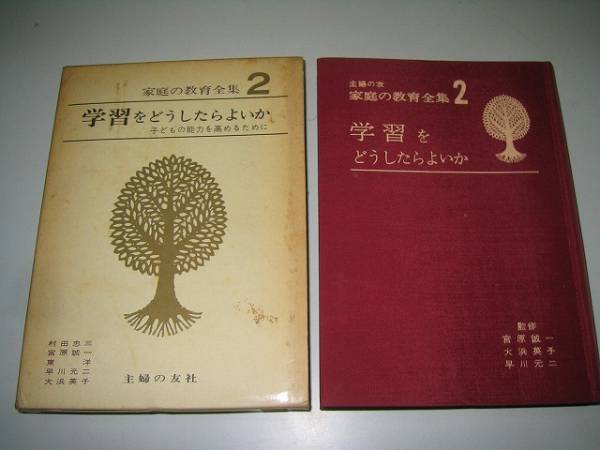 家庭の教育全集 2
学習をどうしたらよいか
子どもの能力を高めるために
村田忠三
宮原誠一
東洋
早川元二
大浜英子
主婦の友社
主婦の友
家庭の教育全集 2
学習を
どうしたらよいか
監修
宮原誠一
大浜英子
早川元二